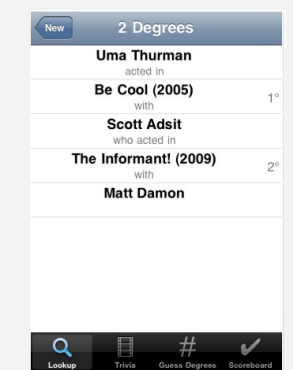 New
2 Degrees
Uma Thurman
acted in
Be Cool (2005)
with
1°
Scott Adsit
who acted in
The Informant! (2009)
with
2°
Matt Damon
Lookup
Trivia
Guess Degrees
Scoreboard